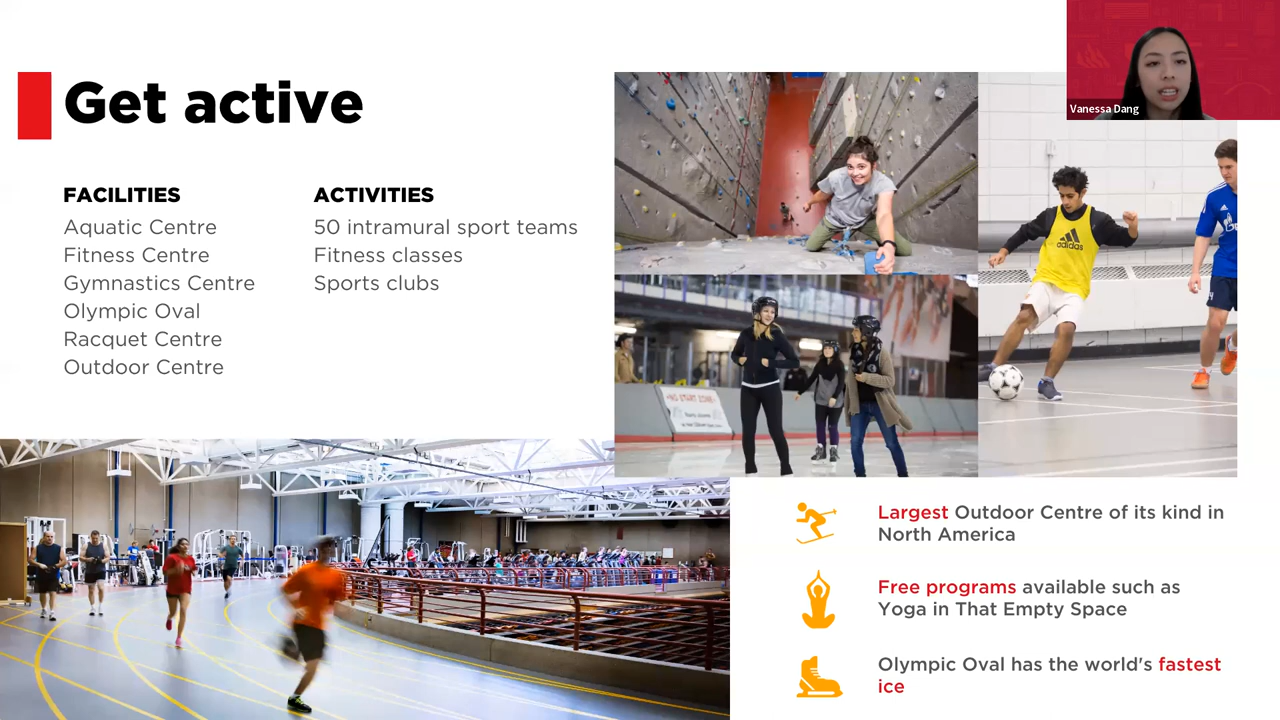 Get active
FACILITIES
Aquatic Centre
Fitness Centre
Gymnastics Centre
Olympic Oval
Racquet Centre
Outdoor Centre
ACTIVITIES
50 intramural sport teams
Fitness classes
Sports clubs
Vanessa Dang
adidas
Largest Outdoor Centre of its kind in
North America
Free programs available such as
Yoga in That Empty Space
Olympic Oval has the world's fastest
ice